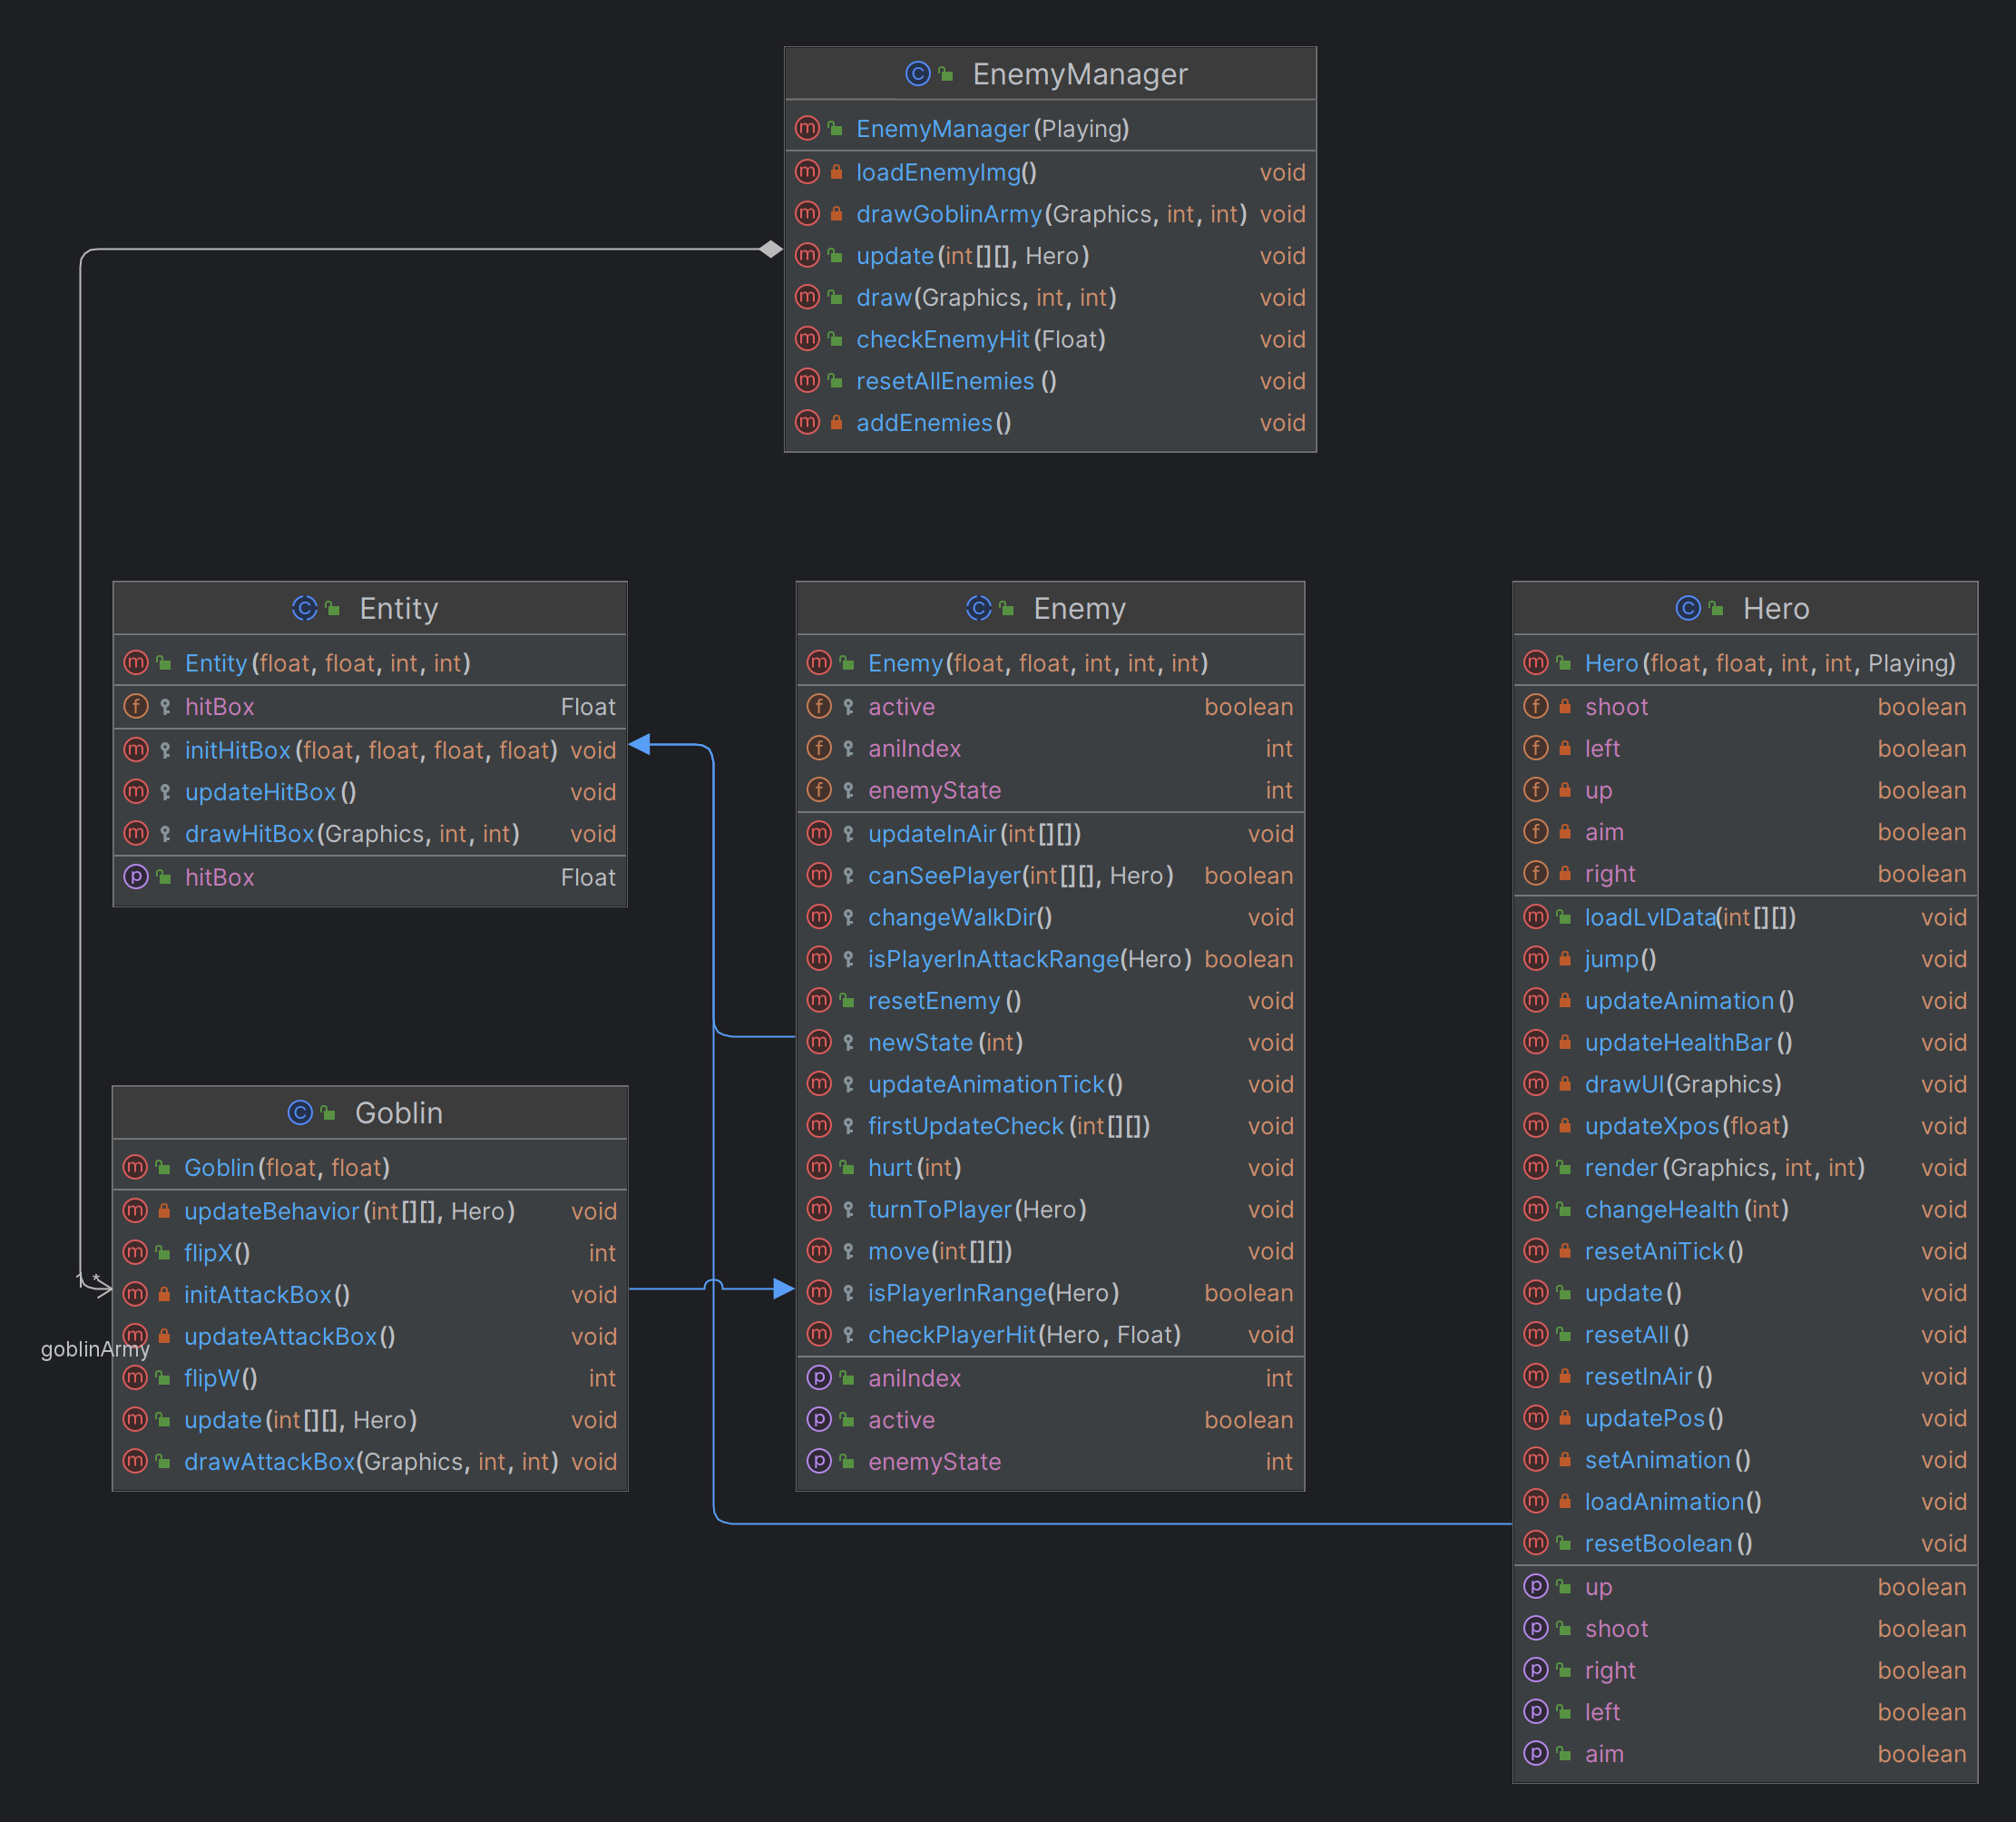 EnemyManager
EnemyManager(Playing)
loadEnemyImg() void
drawGoblinArmy(Graphics, int, int) void
update(int[][], Hero) void
draw(Graphics, int, int) void
checkEnemyHit(Float) void
resetAllEnemies() void
addEnemies() void
Entity
Entity(float, float, int, int)
hitBox Float
initHitBox(float, float, float, float) void
updateHitBox() void
drawHitBox(Graphics, int, int) void
hitBox Float
Enemy
Enemy(float, float, int, int, int)
active boolean
aniIndex int
enemyState int
updateInAir(int[][]) void
canSeePlayer(int[][], Hero) boolean
changeWalkDir() void
isPlayerInAttackRange(Hero) boolean
resetEnemy() void
newState(int) void
updateAnimationTick() void
firstUpdateCheck(int[][]) void
hurt(int) void
turnToPlayer(Hero) void
move(int[][]) void
isPlayerInRange(Hero) boolean
checkPlayerHit(Hero, Float) void
aniIndex int
active boolean
enemyState int
Hero
Hero(float, float, int, int, Playing)
shoot boolean
left boolean
up boolean
aim boolean
right boolean
loadLvlData(int[][]) void
jump() void
updateAnimation() void
updateHealthBar() void
drawUI(Graphics) void
updateXpos(float) void
render(Graphics, int, int) void
changeHealth(int) void
resetAniTick() void
update() void
resetAll() void
resetInAir() void
updatePos() void
setAnimation() void
loadAnimation() void
resetBoolean() void
up boolean
shoot boolean
right boolean
left boolean
aim boolean
Goblin
Goblin(float, float)
updateBehavior(int[][], Hero) void
flipX() int
initAttackBox() void
updateAttackBox() void
flipW() int
update(int[][], Hero) void
drawAttackBox(Graphics, int, int) void
1 *
goblinArmy